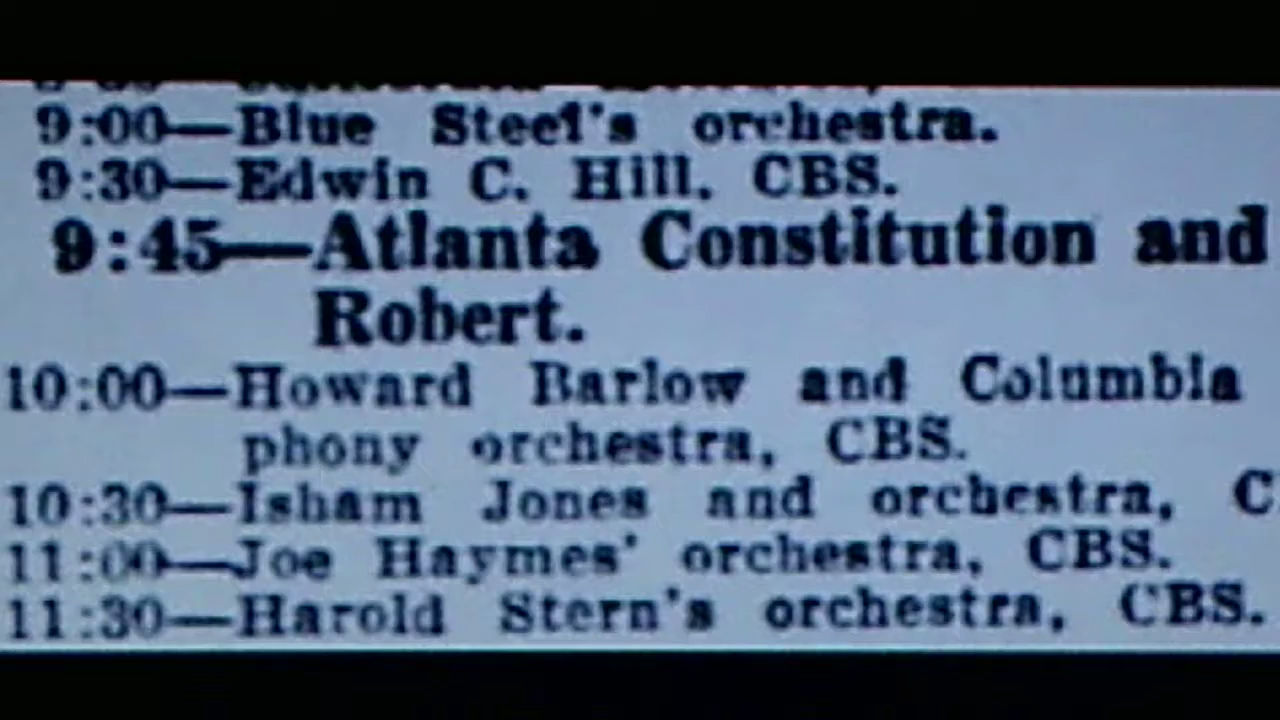 9:00—Blue Steel's orchestra.
9:30—Edwin C. Hill. CBS.
9:45—Atlanta Constitution and
Robert.
10:00—Howard Barlow and Columbia
phony orchestra, CBS.
10:30—Isham Jones and orchestra, C
11:00—Joe Haymes' orchestra, CBS.
11:30—Harold Stern's orchestra, CBS.